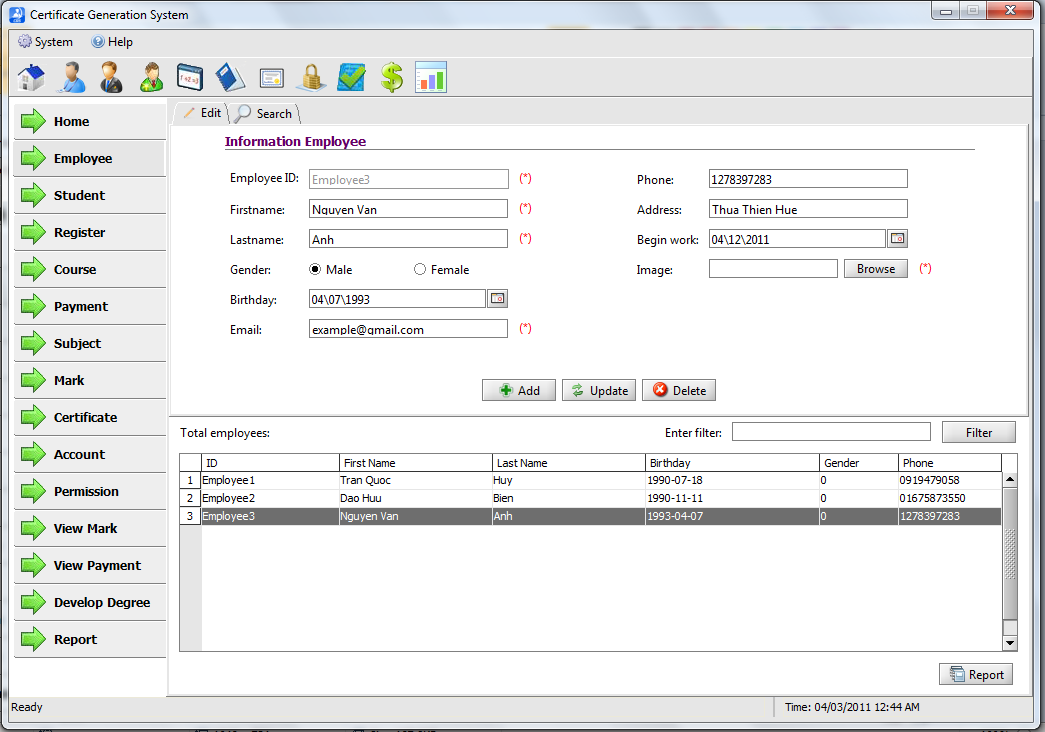 Certificate Generation System
System Help
Home
Employee
Student
Register
Course
Payment
Subject
Mark
Certificate
Account
Permission
View Mark
View Payment
Develop Degree
Report
Edit Search
Information Employee
Employee ID: Employee3 (*)
Firstname: Nguyen Van (*)
Lastname: Anh (*)
Gender: Male Female
Birthday: 04\07\1993
Email: example@gmail.com (*)
Phone: 1278397283
Address: Thua Thien Hue
Begin work: 04\12\2011
Image: Browse (*)
Add Update Delete
Total employees: Enter filter: Filter
ID First Name Last Name Birthday Gender Phone
1 Employee1 Tran Quoc Huy 1990-07-18 0 0919479058
2 Employee2 Dao Huu Bien 1990-11-11 0 01675873550
3 Employee3 Nguyen Van Anh 1993-04-07 0 1278397283
Report
Ready Time: 04/03/2011 12:44 AM